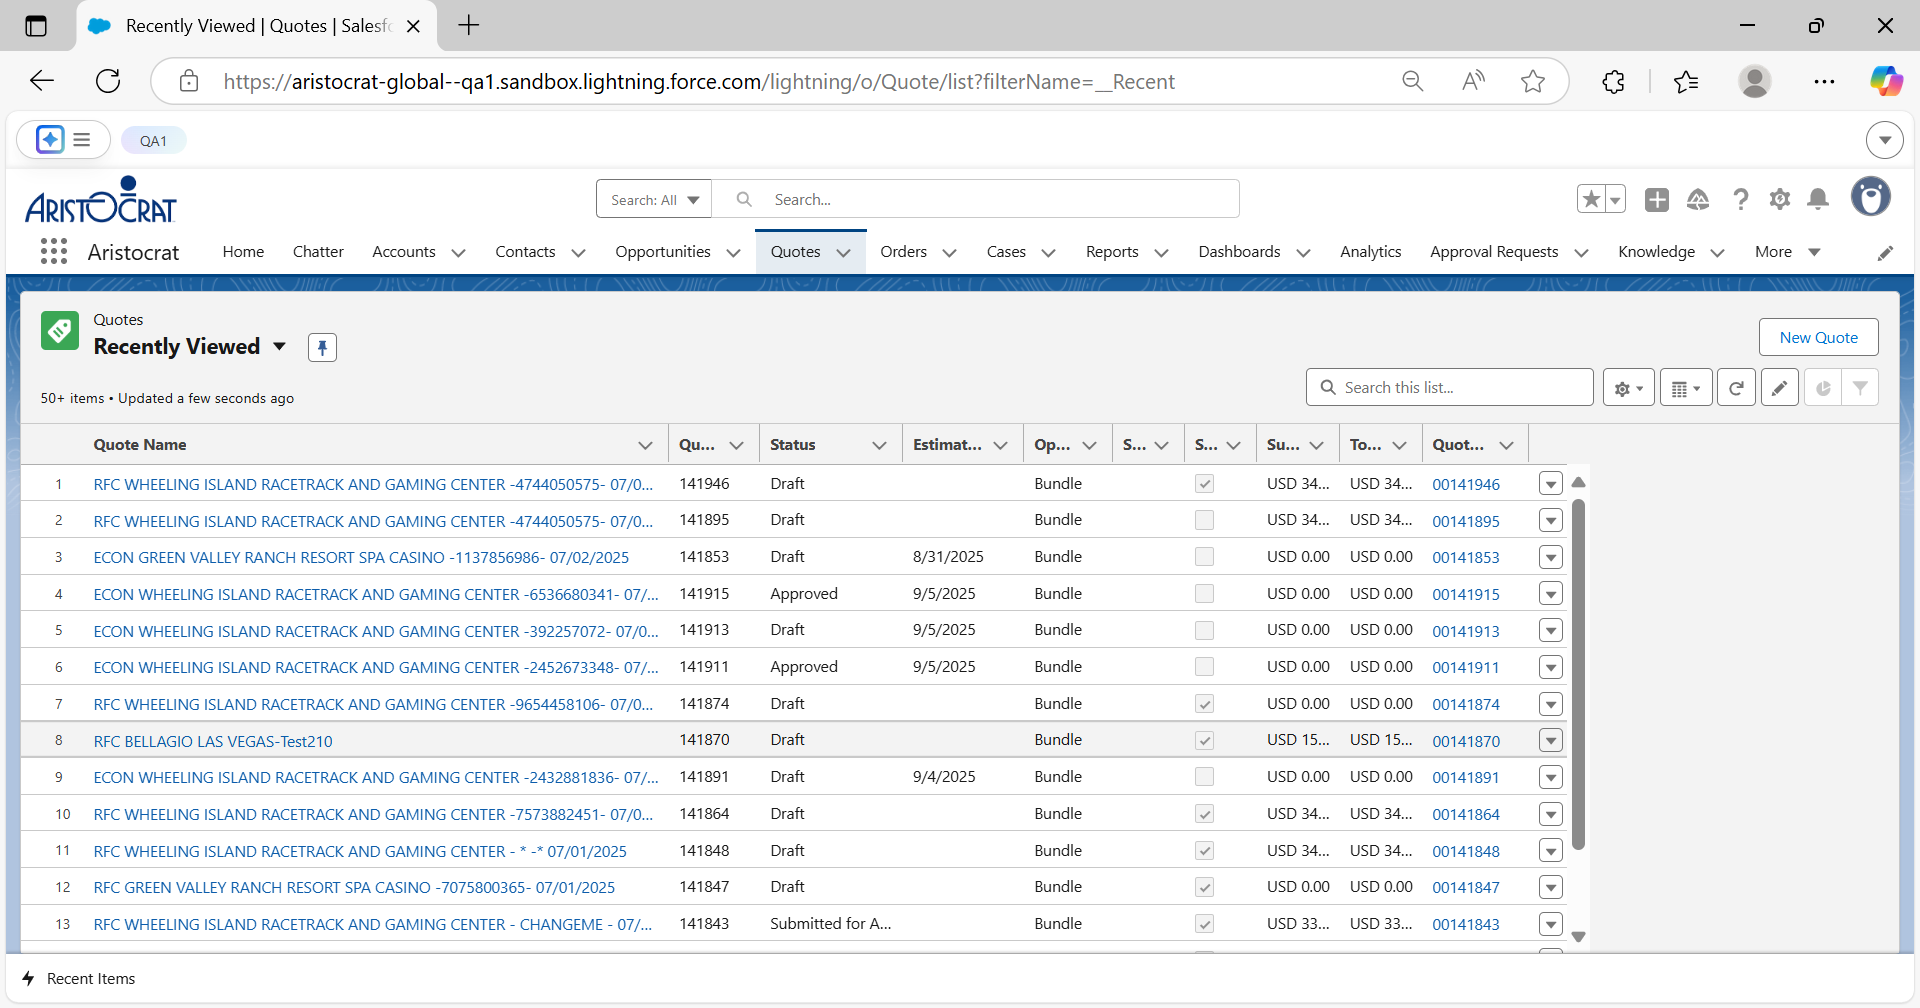 Recently Viewed | Quotes | Salesfo
https://aristocrat-global--qa1.sandbox.lightning.force.com/lightning/o/Quote/list?filterName=__Recent
QA1
ARISTOCRAT
Search: All
Search...
Aristocrat
Home
Chatter
Accounts
Contacts
Opportunities
Quotes
Orders
Cases
Reports
Dashboards
Analytics
Approval Requests
Knowledge
More
Quotes
Recently Viewed
New Quote
50+ items • Updated a few seconds ago
Search this list...
Quote Name Qu... Status Estimat... Op... S... S... Su... To... Quot...
1 RFC WHEELING ISLAND RACETRACK AND GAMING CENTER -4744050575- 07/0... 141946 Draft Bundle USD 34... USD 34... 00141946
2 RFC WHEELING ISLAND RACETRACK AND GAMING CENTER -4744050575- 07/0... 141895 Draft Bundle USD 34... USD 34... 00141895
3 ECON GREEN VALLEY RANCH RESORT SPA CASINO -1137856986- 07/02/2025 141853 Draft 8/31/2025 Bundle USD 0.00 USD 0.00 00141853
4 ECON WHEELING ISLAND RACETRACK AND GAMING CENTER -6536680341- 07/... 141915 Approved 9/5/2025 Bundle USD 0.00 USD 0.00 00141915
5 ECON WHEELING ISLAND RACETRACK AND GAMING CENTER -392257072- 07/0... 141913 Draft 9/5/2025 Bundle USD 0.00 USD 0.00 00141913
6 ECON WHEELING ISLAND RACETRACK AND GAMING CENTER -2452673348- 07/... 141911 Approved 9/5/2025 Bundle USD 0.00 USD 0.00 00141911
7 RFC WHEELING ISLAND RACETRACK AND GAMING CENTER -9654458106- 07/0... 141874 Draft Bundle USD 0.00 USD 0.00 00141874
8 RFC BELLAGIO LAS VEGAS-Test210 141870 Draft Bundle USD 15... USD 15... 00141870
9 ECON WHEELING ISLAND RACETRACK AND GAMING CENTER -2432881836- 07/... 141891 Draft 9/4/2025 Bundle USD 0.00 USD 0.00 00141891
10 RFC WHEELING ISLAND RACETRACK AND GAMING CENTER -7573882451- 07/0... 141864 Draft Bundle USD 34... USD 34... 00141864
11 RFC WHEELING ISLAND RACETRACK AND GAMING CENTER - * -* 07/01/2025 141848 Draft Bundle USD 34... USD 34... 00141848
12 RFC GREEN VALLEY RANCH RESORT SPA CASINO -7075800365- 07/01/2025 141847 Draft Bundle USD 0.00 USD 0.00 00141847
13 RFC WHEELING ISLAND RACETRACK AND GAMING CENTER - CHANGEME - 07/... 141843 Submitted for A... Bundle USD 33... USD 33... 00141843
Recent Items